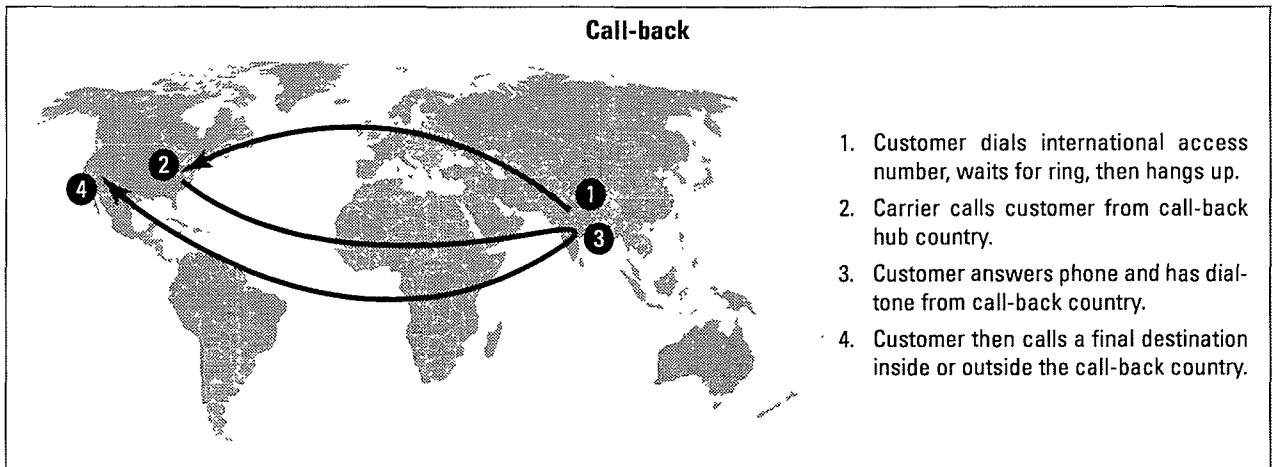 Call-back
2
4
1
3
1. Customer dials international access
number, waits for ring, then hangs up.
2. Carrier calls customer from call-back
hub country.
3. Customer answers phone and has dial-
tone from call-back country.
4. Customer then calls a final destination
inside or outside the call-back country.